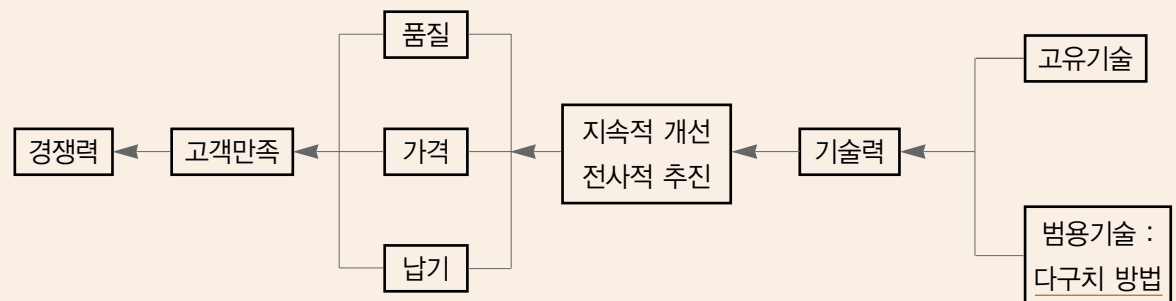 품질
고유기술
경쟁력
고객만족
가격
지속적 개선
전사적 추진
기술력
납기
범용기술 :
다구치 방법